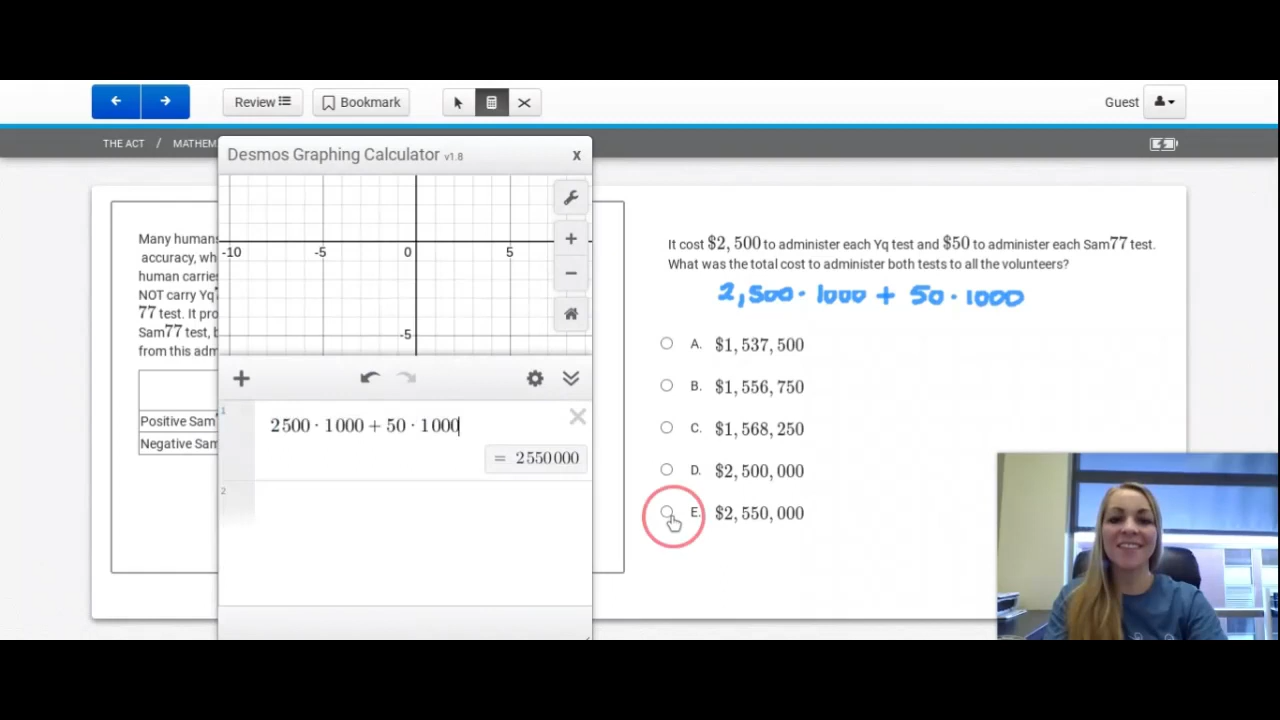 Review
Bookmark
Guest
THE ACT / MATHEM
Desmos Graphing Calculator v1.8
x
-10
-5
0
5
-5
Many humans
accuracy, wh
human carries
NOT carry Yq
77 test. It pro
Sam77 test, b
from this adm
Positive Sam
Negative Sam
1
2500 · 1000 + 50 · 1000
= 2550000
2
It cost $2, 500 to administer each Yq test and $50 to administer each Sam77 test.
What was the total cost to administer both tests to all the volunteers?
2,500 · 1000 + 50 · 1000
A. $1, 537, 500
B. $1, 556, 750
C. $1, 568, 250
D. $2, 500, 000
E. $2, 550, 000